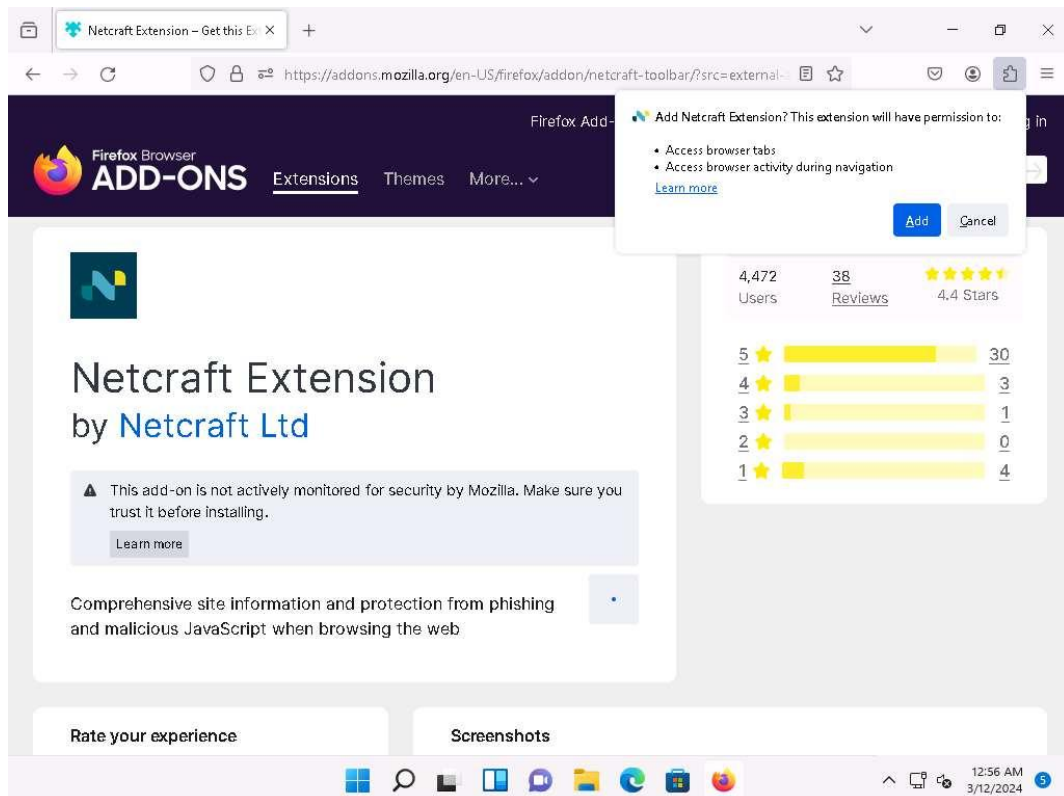 Netcraft Extension – Get this Ex
https://addons.mozilla.org/en-US/firefox/addon/netcraft-toolbar/?src=external-
Firefox Add-
g in
Add Netcraft Extension? This extension will have permission to:
• Access browser tabs
• Access browser activity during navigation
Learn more
Add
Cancel
Firefox Browser
ADD-ONS
Extensions
Themes
More...
4,472
Users
38
Reviews
4.4 Stars
5
30
4
3
3
1
2
0
1
4
Netcraft Extension
by Netcraft Ltd
This add-on is not actively monitored for security by Mozilla. Make sure you
trust it before installing.
Learn more
Comprehensive site information and protection from phishing
and malicious JavaScript when browsing the web
Rate your experience
Screenshots
12:56 AM
3/12/2024
5